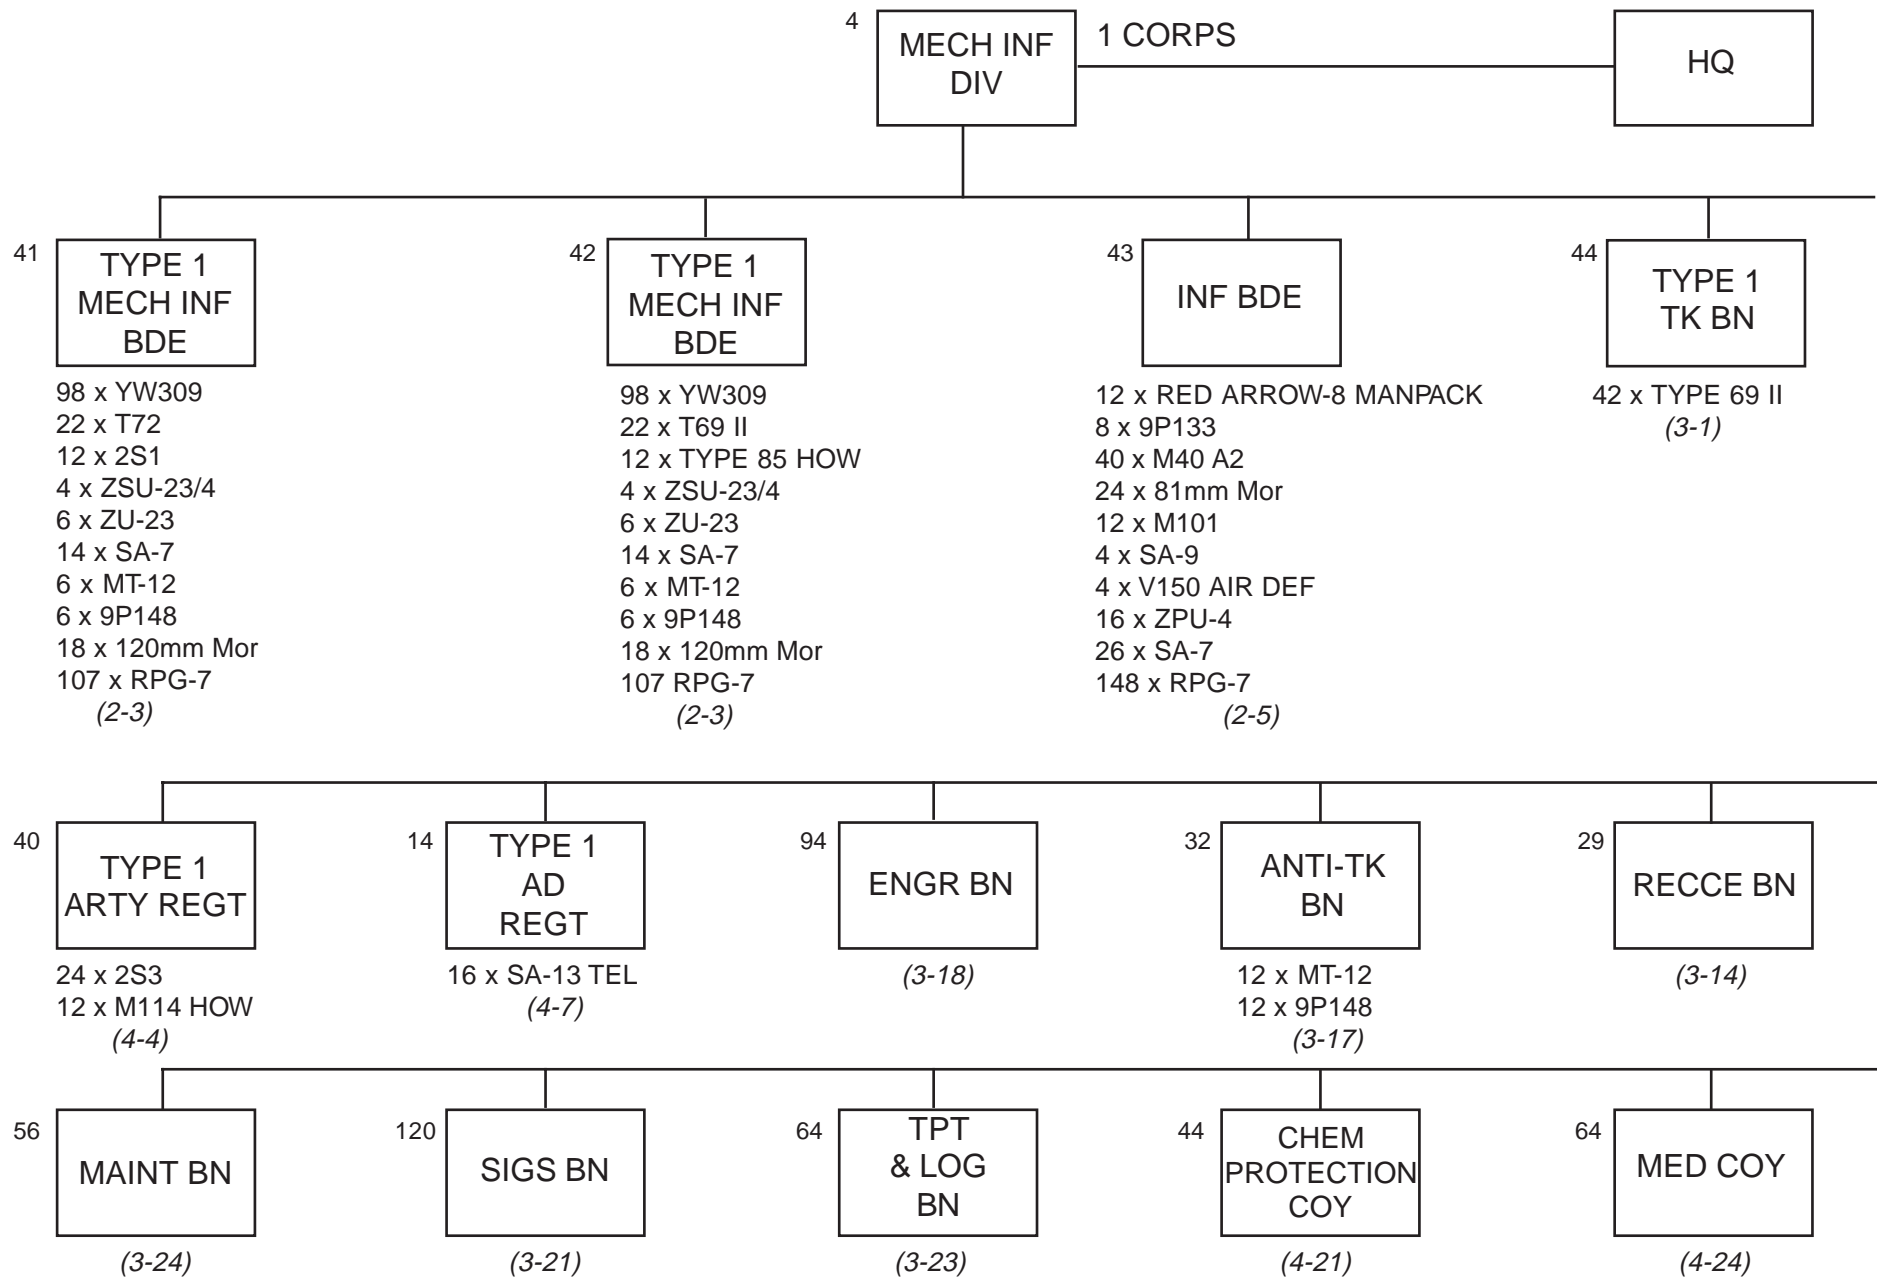 4
MECH INF
DIV
1 CORPS
HQ
41
TYPE 1
MECH INF
BDE
98 x YW309
22 x T72
12 x 2S1
4 x ZSU-23/4
6 x ZU-23
14 x SA-7
6 x MT-12
6 x 9P148
18 x 120mm Mor
107 x RPG-7
(2-3)
42
TYPE 1
MECH INF
BDE
98 x YW309
22 x T69 II
12 x TYPE 85 HOW
4 x ZSU-23/4
6 x ZU-23
14 x SA-7
6 x MT-12
6 x 9P148
18 x 120mm Mor
107 RPG-7
(2-3)
43
INF BDE
12 x RED ARROW-8 MANPACK
8 x 9P133
40 x M40 A2
24 x 81mm Mor
12 x M101
4 x SA-9
4 x V150 AIR DEF
16 x ZPU-4
26 x SA-7
148 x RPG-7
(2-5)
44
TYPE 1
TK BN
42 x TYPE 69 II
(3-1)
40
TYPE 1
ARTY REGT
24 x 2S3
12 x M114 HOW
(4-4)
14
TYPE 1
AD
REGT
16 x SA-13 TEL
(4-7)
94
ENGR BN
(3-18)
32
ANTI-TK
BN
12 x MT-12
12 x 9P148
(3-17)
29
RECCE BN
(3-14)
56
MAINT BN
(3-24)
120
SIGS BN
(3-21)
64
TPT
& LOG
BN
(3-23)
44
CHEM
PROTECTION
COY
(4-21)
64
MED COY
(4-24)